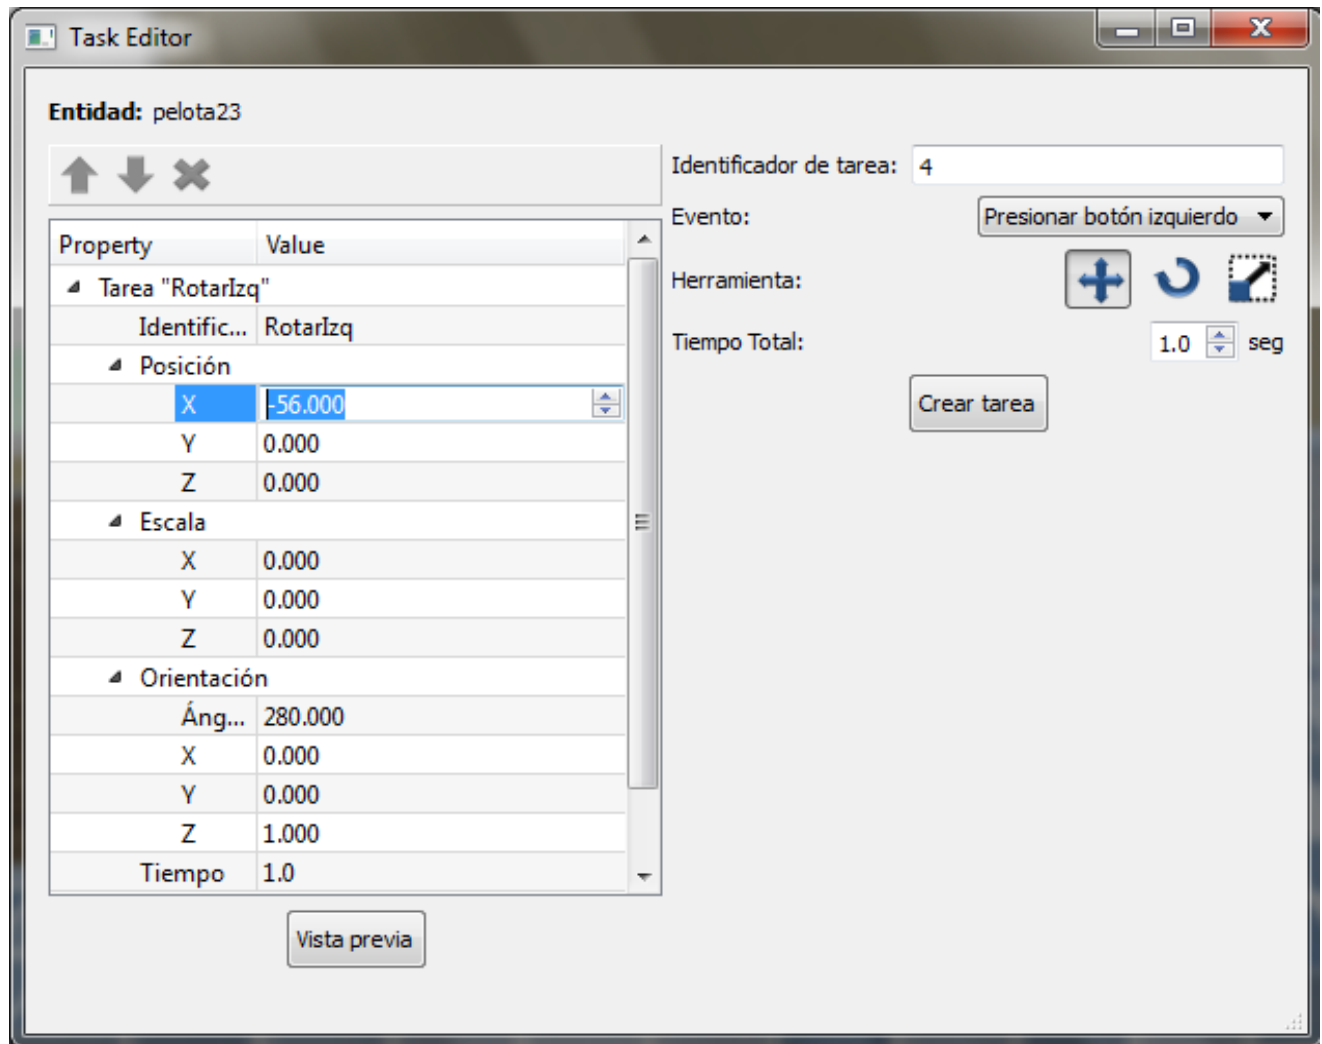 Task Editor
Entidad: pelota23
Identificador de tarea: 4
Evento: Presionar botón izquierdo
Herramienta:
Tiempo Total: 1.0 seg
Crear tarea
Property Value
Tarea "RotarIzq"
Identific... RotarIzq
Posición
X -56.000
Y 0.000
Z 0.000
Escala
X 0.000
Y 0.000
Z 0.000
Orientación
Áng... 280.000
X 0.000
Y 0.000
Z 1.000
Tiempo 1.0
Vista previa